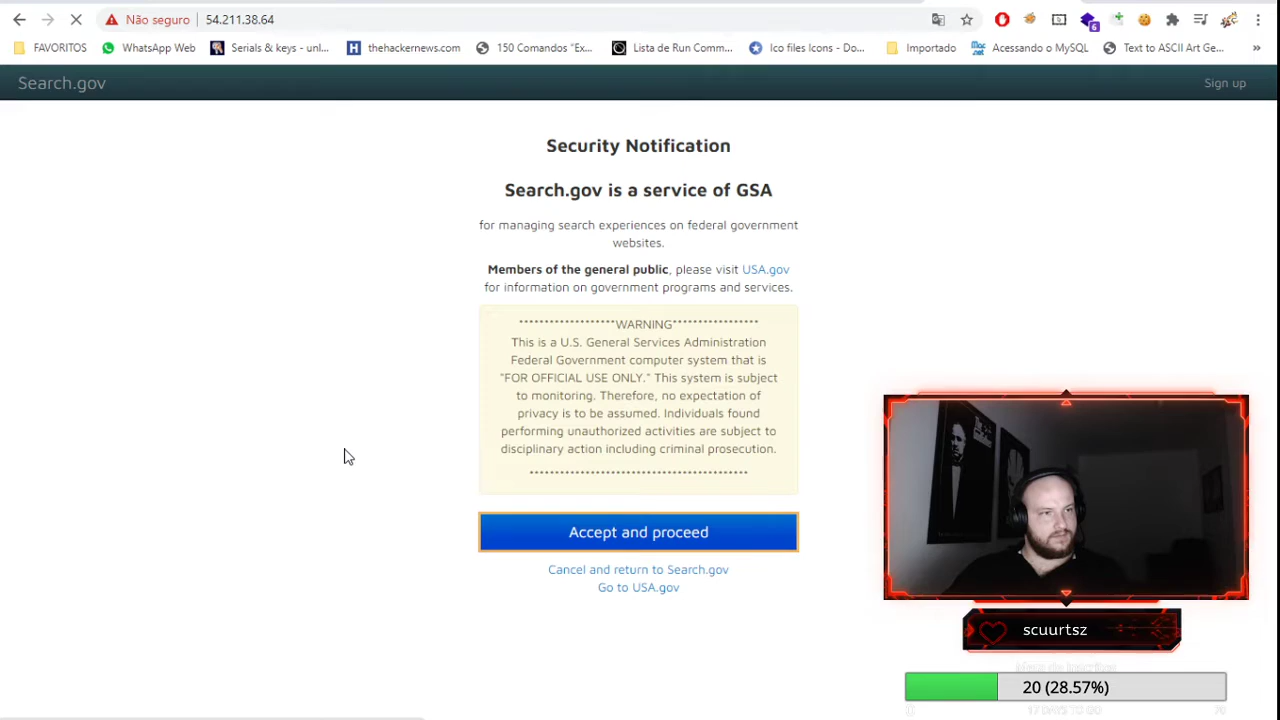 Não seguro
54.211.38.64
FAVORITOS
WhatsApp Web
Serials & keys - unl...
thehackernews.com
150 Comandos "Ex...
Lista de Run Comm...
Ico files Icons - Do...
Importado
Acessando o MySQL
Text to ASCII Art Ge...
»
6
Search.gov
Sign up
Security Notification
Search.gov is a service of GSA
for managing search experiences on federal government
websites.
Members of the general public, please visit USA.gov
for information on government programs and services.
********************WARNING*****************
This is a U.S. General Services Administration
Federal Government computer system that is
"FOR OFFICIAL USE ONLY." This system is subject
to monitoring. Therefore, no expectation of
privacy is to be assumed. Individuals found
performing unauthorized activities are subject to
disciplinary action including criminal prosecution.
******************************************
Accept and proceed
Cancel and return to Search.gov
Go to USA.gov
scuurtsz
20 (28.57%)
17 DAYS TO GO